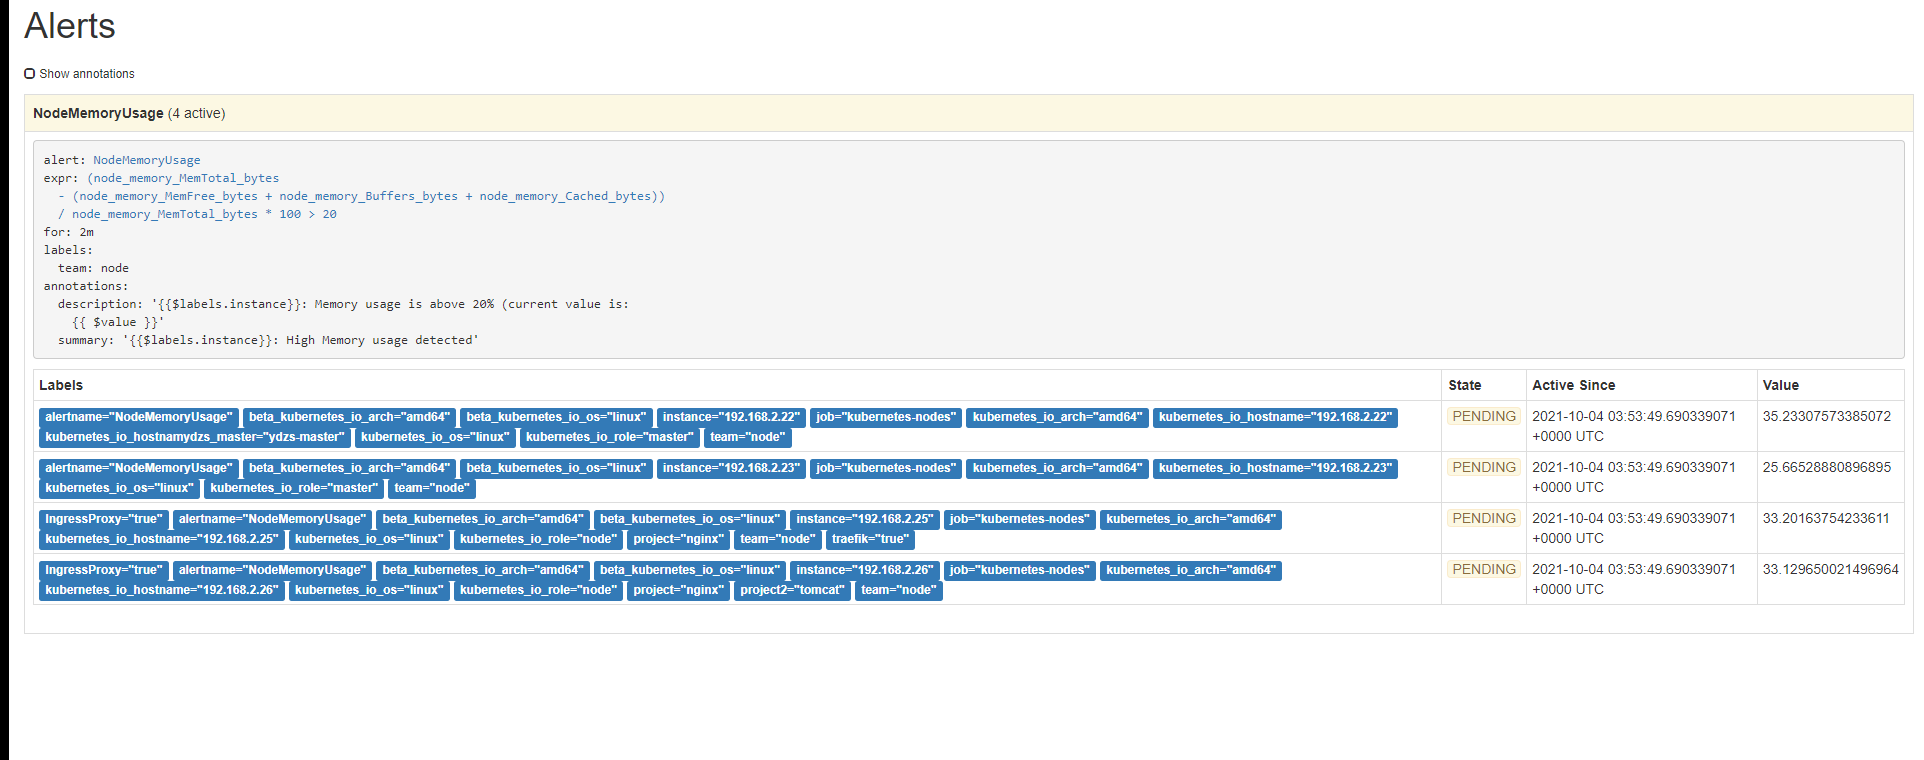 Alerts
Show annotations
NodeMemoryUsage (4 active)
alert: NodeMemoryUsage
expr: (node_memory_MemTotal_bytes
- (node_memory_MemFree_bytes + node_memory_Buffers_bytes + node_memory_Cached_bytes))
/ node_memory_MemTotal_bytes * 100 > 20
for: 2m
labels:
team: node
annotations:
description: '{{$labels.instance}}: Memory usage is above 20% (current value is:
{{ $value }}'
summary: '{{$labels.instance}}: High Memory usage detected'
Labels State Active Since Value
alertname="NodeMemoryUsage" beta_kubernetes_io_arch="amd64" beta_kubernetes_io_os="linux" instance="192.168.2.22" job="kubernetes-nodes" kubernetes_io_arch="amd64" kubernetes_io_hostname="192.168.2.22" PENDING 2021-10-04 03:53:49.690339071 35.23307573385072
kubernetes_io_hostnamydzs_master="ydzs-master" kubernetes_io_os="linux" kubernetes_io_role="master" team="node" +0000 UTC
alertname="NodeMemoryUsage" beta_kubernetes_io_arch="amd64" beta_kubernetes_io_os="linux" instance="192.168.2.23" job="kubernetes-nodes" kubernetes_io_arch="amd64" kubernetes_io_hostname="192.168.2.23" PENDING 2021-10-04 03:53:49.690339071 25.66528880896895
kubernetes_io_os="linux" kubernetes_io_role="master" team="node" +0000 UTC
IngressProxy="true" alertname="NodeMemoryUsage" beta_kubernetes_io_arch="amd64" beta_kubernetes_io_os="linux" instance="192.168.2.25" job="kubernetes-nodes" kubernetes_io_arch="amd64" PENDING 2021-10-04 03:53:49.690339071 33.20163754233611
kubernetes_io_hostname="192.168.2.25" kubernetes_io_os="linux" kubernetes_io_role="node" project="nginx" team="node" traefik="true" +0000 UTC
IngressProxy="true" alertname="NodeMemoryUsage" beta_kubernetes_io_arch="amd64" beta_kubernetes_io_os="linux" instance="192.168.2.26" job="kubernetes-nodes" kubernetes_io_arch="amd64" PENDING 2021-10-04 03:53:49.690339071 33.129650021496964
kubernetes_io_hostname="192.168.2.26" kubernetes_io_os="linux" kubernetes_io_role="node" project="nginx" project2="tomcat" team="node" +0000 UTC